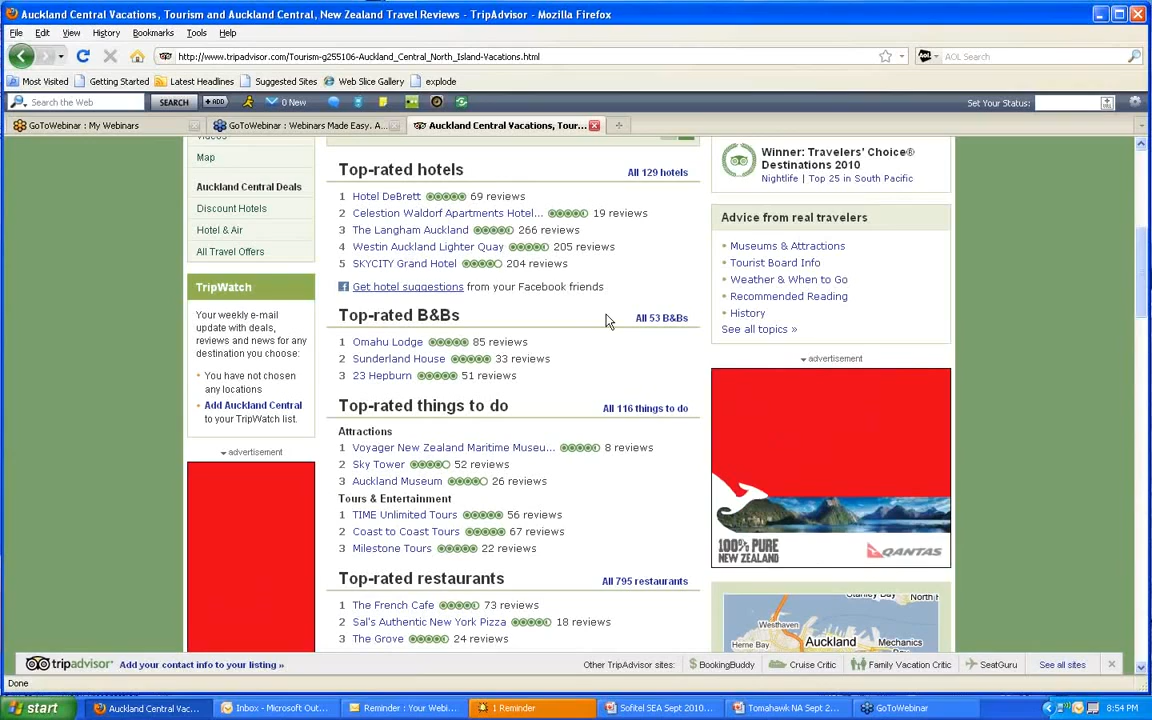 Auckland Central Vacations, Tourism and Auckland Central, New Zealand Travel Reviews - TripAdvisor - Mozilla Firefox
File Edit View History Bookmarks Tools Help
http://www.tripadvisor.com/Tourism-g255106-Auckland_Central_North_Island-Vacations.html
AOL Search
Most Visited Getting Started Latest Headlines Suggested Sites Web Slice Gallery explode
Search the Web SEARCH +ADD 0 New Set Your Status:
GoToWebinar : My Webinars GoToWebinar : Webinars Made Easy. A... Auckland Central Vacations, Tour...
Map
Auckland Central Deals
Discount Hotels
Hotel & Air
All Travel Offers
TripWatch
Your weekly e-mail
update with deals,
reviews and news for any
destination you choose:
• You have not chosen
any locations
• Add Auckland Central
to your TripWatch list.
advertisement
Top-rated hotels All 129 hotels
1 Hotel DeBrett 69 reviews
2 Celestion Waldorf Apartments Hotel... 19 reviews
3 The Langham Auckland 266 reviews
4 Westin Auckland Lighter Quay 205 reviews
5 SKYCITY Grand Hotel 204 reviews
Get hotel suggestions from your Facebook friends
Top-rated B&Bs All 53 B&Bs
1 Omahu Lodge 85 reviews
2 Sunderland House 33 reviews
3 23 Hepburn 51 reviews
Top-rated things to do All 116 things to do
Attractions
1 Voyager New Zealand Maritime Museu... 8 reviews
2 Sky Tower 52 reviews
3 Auckland Museum 26 reviews
Tours & Entertainment
1 TIME Unlimited Tours 56 reviews
2 Coast to Coast Tours 67 reviews
3 Milestone Tours 22 reviews
Top-rated restaurants All 795 restaurants
1 The French Cafe 73 reviews
2 Sal's Authentic New York Pizza 18 reviews
3 The Grove 24 reviews
Winner: Travelers' Choice®
Destinations 2010
Nightlife | Top 25 in South Pacific
Advice from real travelers
• Museums & Attractions
• Tourist Board Info
• Weather & When to Go
• Recommended Reading
• History
See all topics »
advertisement
100% PURE
NEW ZEALAND
QANTAS
Westhaven
Herne Bay
Auckland
Mechanics
tripadvisor Add your contact info to your listing » Other TripAdvisor sites: BookingBuddy Cruise Critic Family Vacation Critic SeatGuru See all sites
Done
start Auckland Central Vac... Inbox - Microsoft Out... Reminder : Your Webi... 1 Reminder Sofitel SEA Sept 2010... Tomahawk NA Sept 2... GoToWebinar 8:54 PM